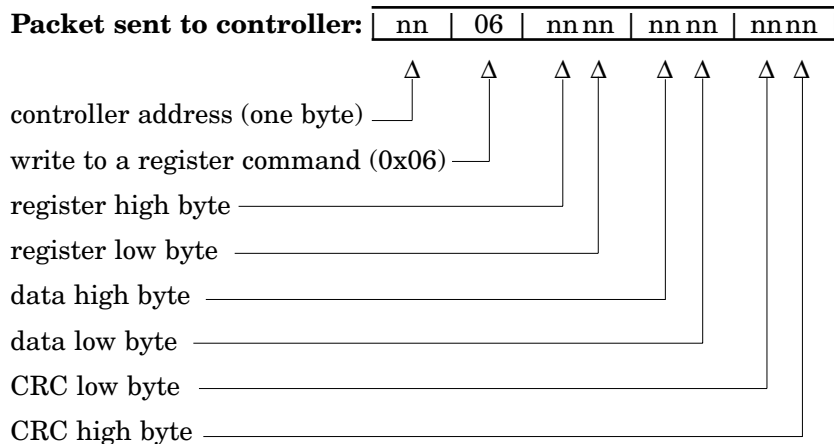 Packet sent to controller: | nn | 06 | nn nn | nn nn | nn nn
Δ Δ Δ Δ Δ Δ Δ Δ
controller address (one byte)
write to a register command (0x06)
register high byte
register low byte
data high byte
data low byte
CRC low byte
CRC high byte